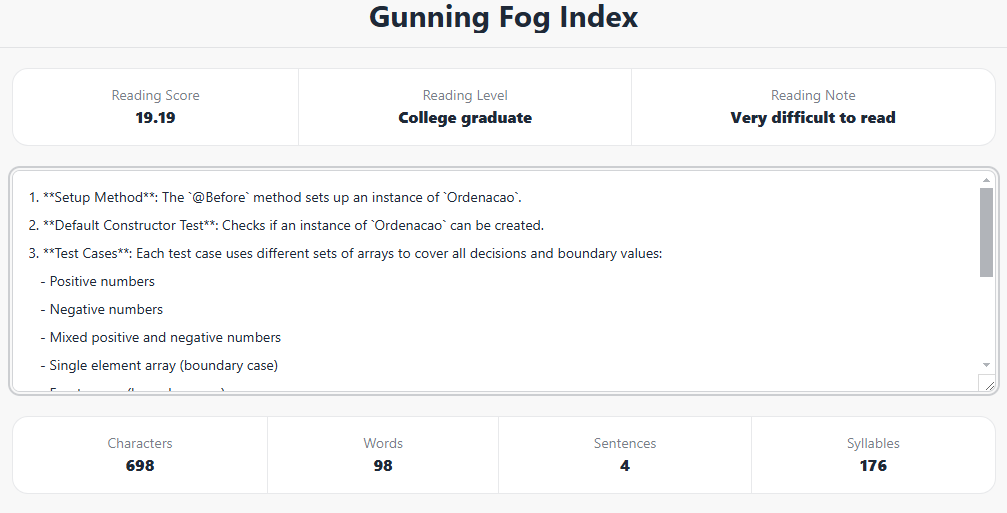 Gunning Fog Index
Reading Score
19.19
Reading Level
College graduate
Reading Note
Very difficult to read
1. **Setup Method**: The `@Before` method sets up an instance of `Ordenacao`.
2. **Default Constructor Test**: Checks if an instance of `Ordenacao` can be created.
3. **Test Cases**: Each test case uses different sets of arrays to cover all decisions and boundary values:
- Positive numbers
- Negative numbers
- Mixed positive and negative numbers
- Single element array (boundary case)
Characters
698
Words
98
Sentences
4
Syllables
176